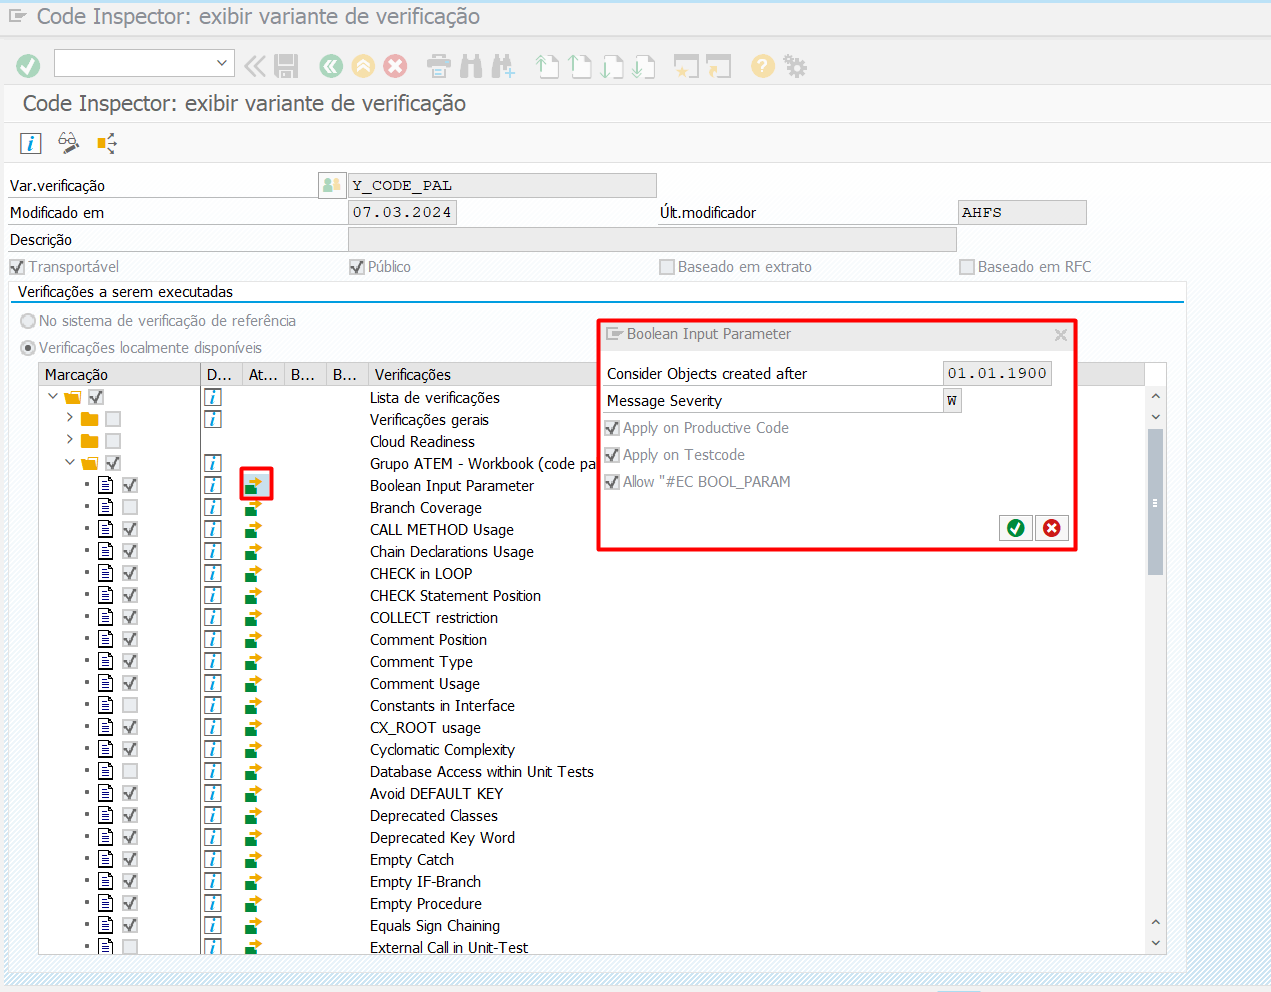 Code Inspector: exibir variante de verificação
Code Inspector: exibir variante de verificação
Var.verificação Y_CODE_PAL
Modificado em 07.03.2024 Últ.modificador AHFS
Descrição
Transportável Público Baseado em extrato Baseado em RFC
Verificações a serem executadas
No sistema de verificação de referência
Verificações localmente disponíveis
Marcação D... At... B... B... Verificações
Lista de verificações
Verificações gerais
Cloud Readiness
Grupo ATEM - Workbook (code pa
Boolean Input Parameter
Branch Coverage
CALL METHOD Usage
Chain Declarations Usage
CHECK in LOOP
CHECK Statement Position
COLLECT restriction
Comment Position
Comment Type
Comment Usage
Constants in Interface
CX_ROOT usage
Cyclomatic Complexity
Database Access within Unit Tests
Avoid DEFAULT KEY
Deprecated Classes
Deprecated Key Word
Empty Catch
Empty IF-Branch
Empty Procedure
Equals Sign Chaining
External Call in Unit-Test
Boolean Input Parameter
Consider Objects created after 01.01.1900
Message Severity W
Apply on Productive Code
Apply on Testcode
Allow "#EC BOOL_PARAM